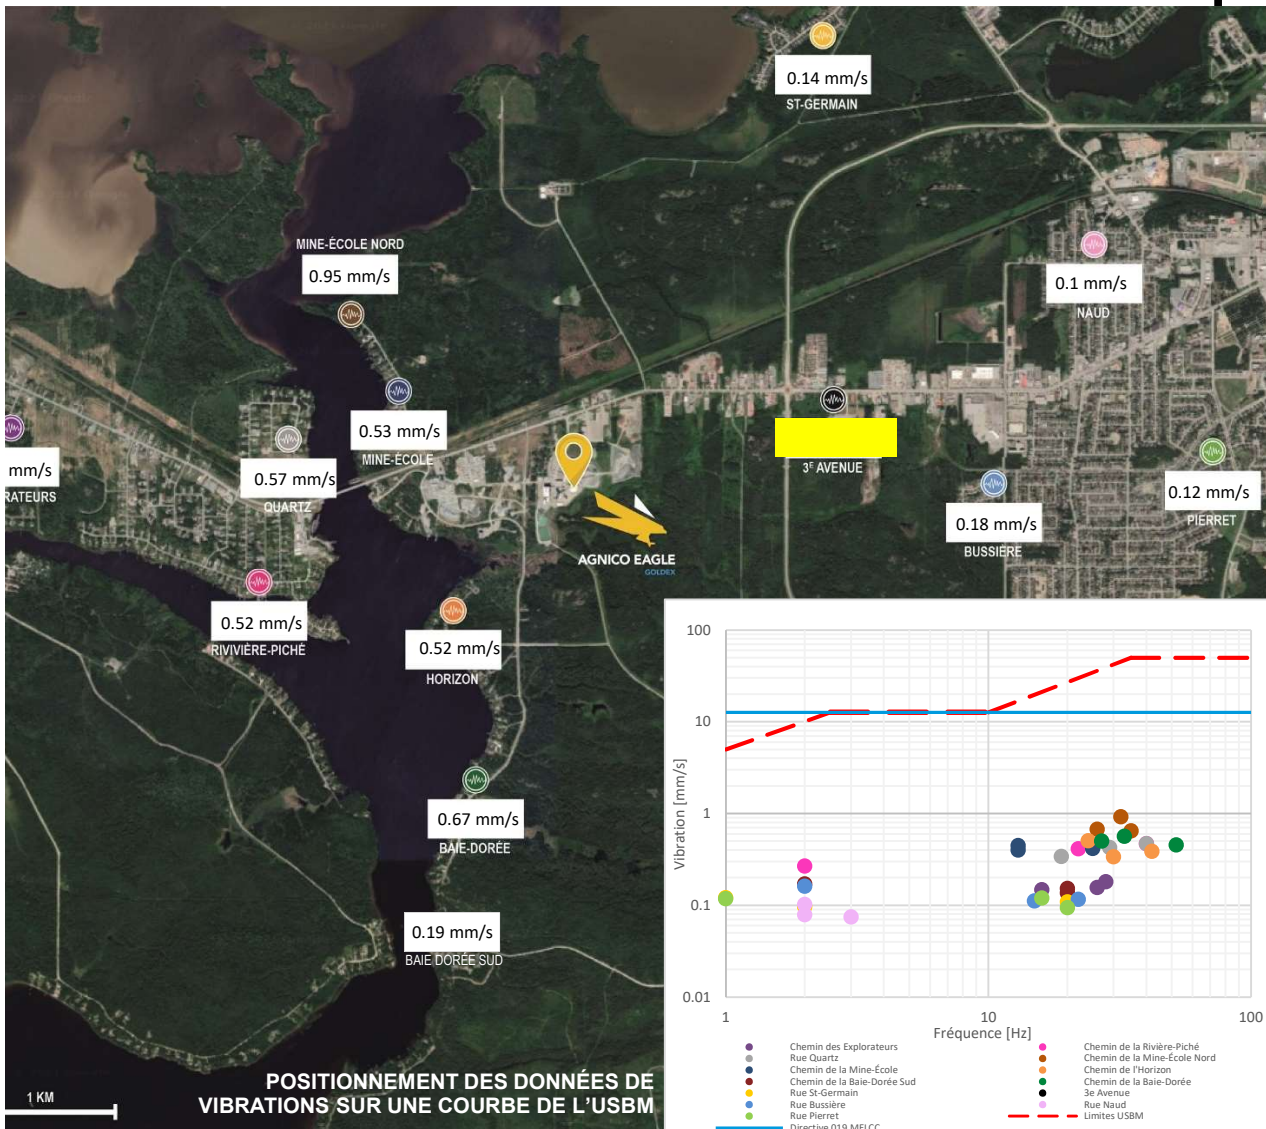 0.14 mm/s
ST-GERMAIN
MINE-ÉCOLE NORD
0.95 mm/s
0.1 mm/s
NAUD
0.53 mm/s
MINE-ÉCOLE
mm/s
RATEURS
0.57 mm/s
QUARTZ
3E AVENUE
0.12 mm/s
PIERRET
0.18 mm/s
BUSSIÈRE
AGNICO EAGLE
GOLDEX
0.52 mm/s
RIVIVIÈRE-PICHÉ
0.52 mm/s
HORIZON
0.67 mm/s
BAIE-DORÉE
0.19 mm/s
BAIE DORÉE SUD
POSITIONNEMENT DES DONNÉES DE
VIBRATIONS SUR UNE COURBE DE L'USBM
1 KM
100
10
1
0.1
0.01
Vibration [mm/s]
1
10
100
Fréquence [Hz]
Chemin des Explorateurs
Chemin de la Rivière-Piché
Rue Quartz
Chemin de la Mine-École Nord
Chemin de la Mine-École
Chemin de l'Horizon
Chemin de la Baie-Dorée Sud
Chemin de la Baie-Dorée
Rue St-Germain
3e Avenue
Rue Bussière
Rue Naud
Rue Pierret
Limites USBM
Directive 019 MELCC